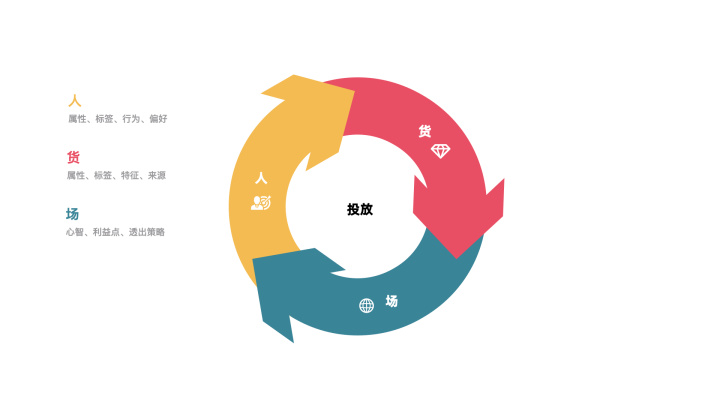 人
属性、标签、行为、偏好
货
属性、标签、特征、来源
场
心智、利益点、透出策略
货
人
投放
场